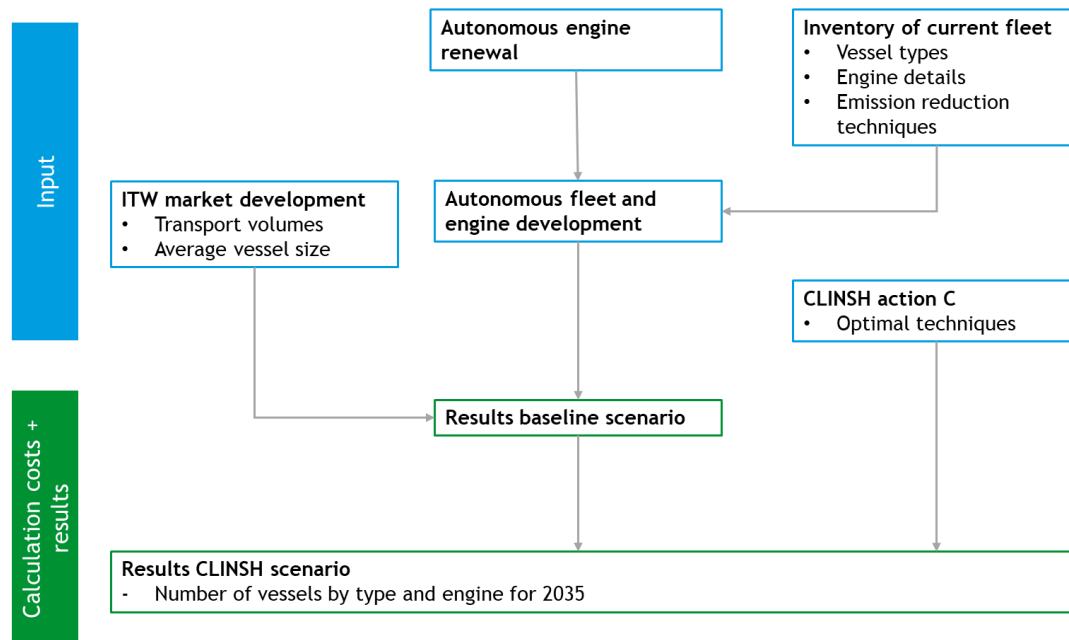 Input
Autonomous engine
renewal
Inventory of current fleet
• Vessel types
• Engine details
• Emission reduction
techniques
ITW market development
• Transport volumes
• Average vessel size
Autonomous fleet and
engine development
CLINSH action C
• Optimal techniques
Calculation costs +
results
Results baseline scenario
Results CLINSH scenario
- Number of vessels by type and engine for 2035